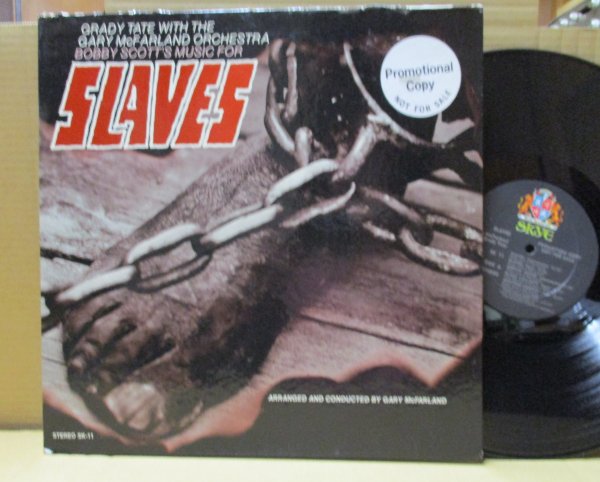 GRADY TATE WITH THE
GARY McFARLAND ORCHESTRA
BOBBY SCOTT'S MUSIC FOR
SLAVES
Promotional
Copy
NOT FOR SALE
SKYE
ARRANGED AND CONDUCTED BY GARY McFARLAND
STEREO SK-11